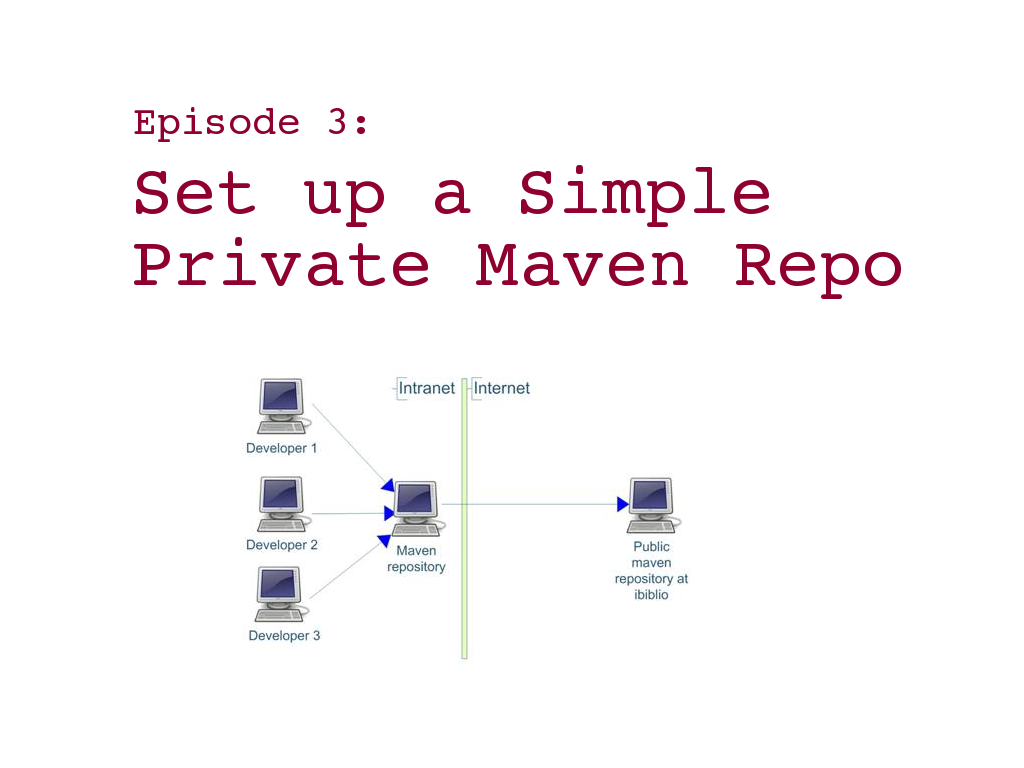 Episode 3:
Set up a Simple
Private Maven Repo
Intranet
Internet
Developer 1
Developer 2
Developer 3
Maven
repository
Public
maven
repository at
ibiblio